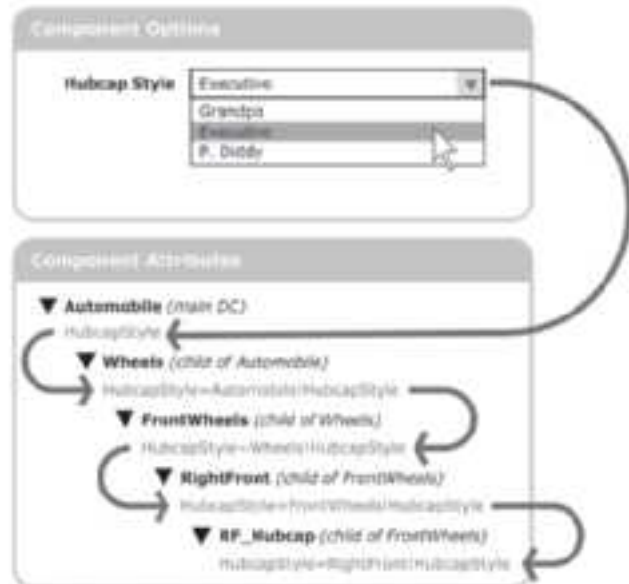 Component Options
Hubcap Style
Executive
Grandpa
Executive
P. Diddy
Component Attributes
Automobile (main DC)
HubcapStyle
Wheels (child of Automobile)
HubcapStyle=Automobile!HubcapStyle
FrontWheels (child of Wheels)
HubcapStyle=Wheels!HubcapStyle
RightFront (child of FrontWheels)
HubcapStyle=FrontWheels!HubcapStyle
RF_Hubcap (child of FrontWheels)
HubcapStyle=RightFront!HubcapStyle